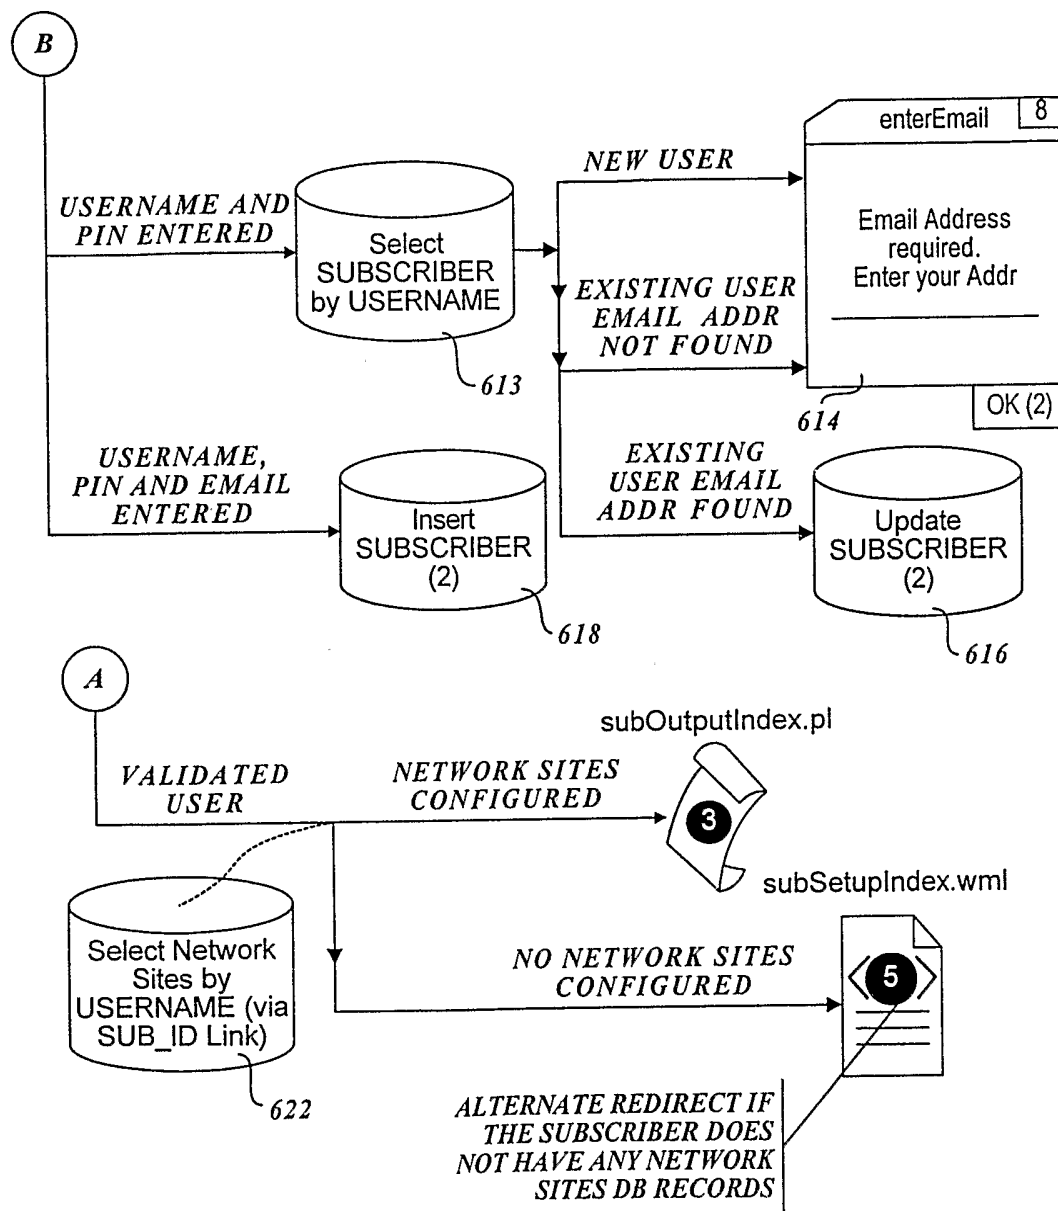 B
enterEmail
8
NEW USER
USERNAME AND
PIN ENTERED
Select
SUBSCRIBER
by USERNAME
Email Address
required.
Enter your Addr
EXISTING USER
EMAIL ADDR
NOT FOUND
613
614
OK (2)
USERNAME,
PIN AND EMAIL
ENTERED
EXISTING
USER EMAIL
ADDR FOUND
Insert
SUBSCRIBER
(2)
Update
SUBSCRIBER
(2)
618
616
A
subOutputIndex.pl
VALIDATED
USER
NETWORK SITES
CONFIGURED
3
subSetupIndex.wml
Select Network
Sites by
USERNAME (via
SUB_ID Link)
NO NETWORK SITES
CONFIGURED
5
622
ALTERNATE REDIRECT IF
THE SUBSCRIBER DOES
NOT HAVE ANY NETWORK
SITES DB RECORDS